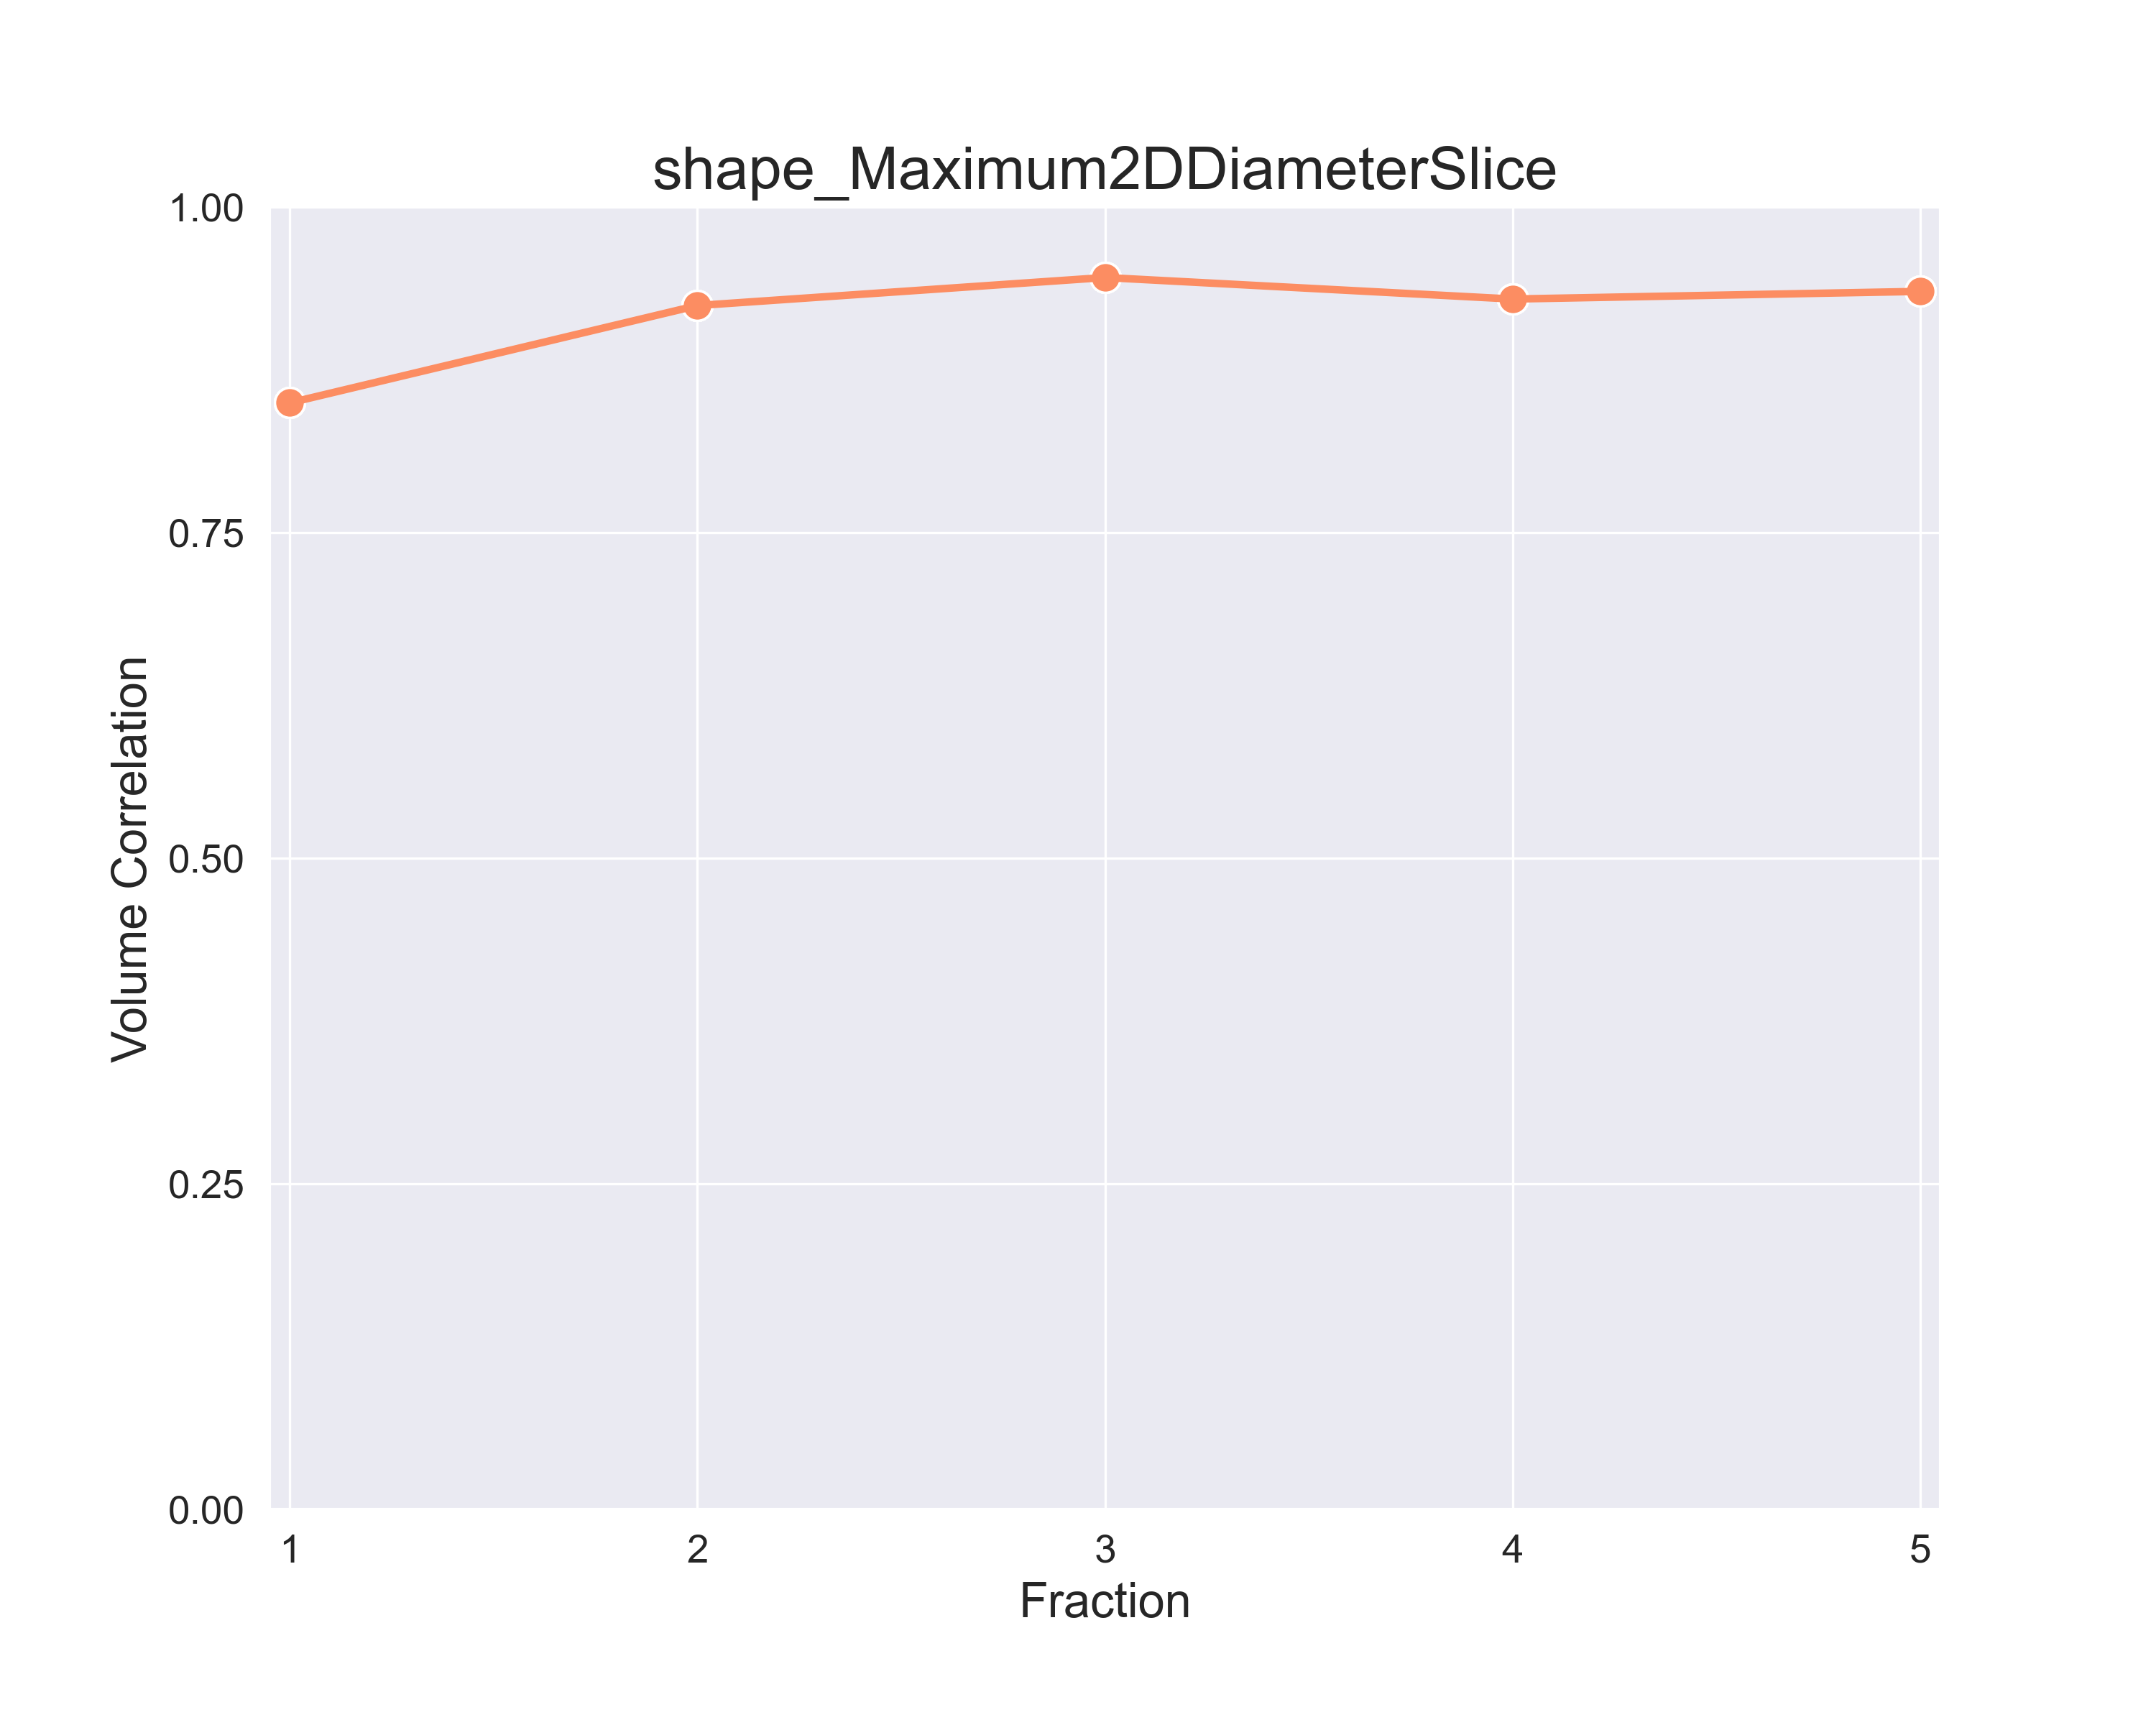 shape_Maximum2DDiameterSlice
1.00
0.75
0.50
0.25
0.00
Volume Correlation
1 2 3 4 5
Fraction